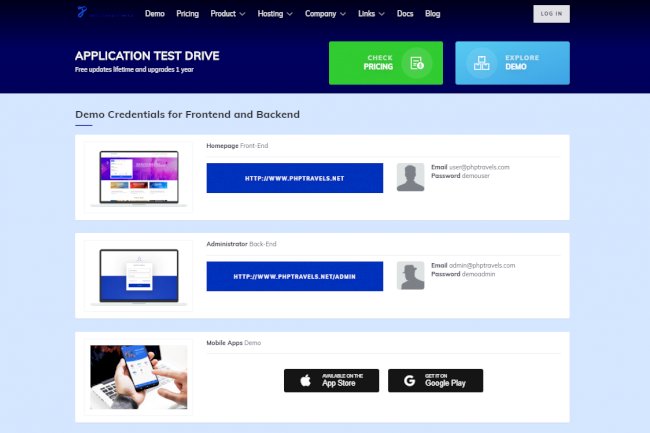 Demo Pricing Product Hosting Company Links Docs Blog LOG IN
APPLICATION TEST DRIVE
Free updates lifetime and upgrades 1 year
CHECK
PRICING
EXPLORE
DEMO
Demo Credentials for Frontend and Backend
Homepage Front-End
HTTP://WWW.PHPTRAVELS.NET
Email user@phptravels.com
Password demouser
Administrator Back-End
HTTP://WWW.PHPTRAVELS.NET/ADMIN
Email admin@phptravels.com
Password demoadmin
Mobile Apps Demo
AVAILABLE ON THE
App Store
GET IT ON
Google Play